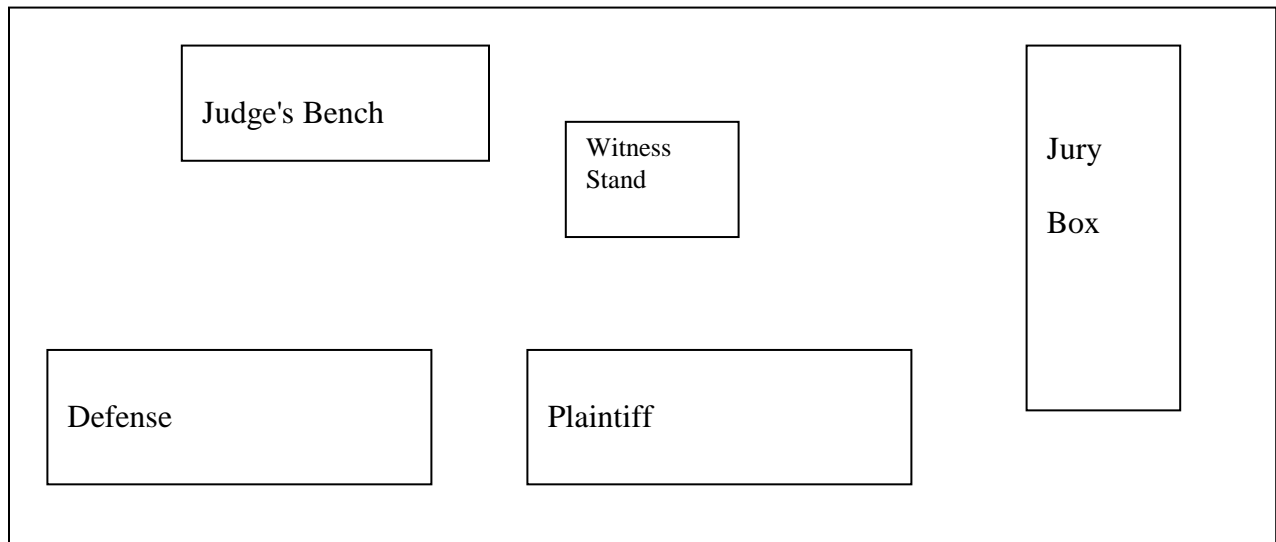 Judge's Bench
Witness
Stand
Jury
Box
Defense
Plaintiff